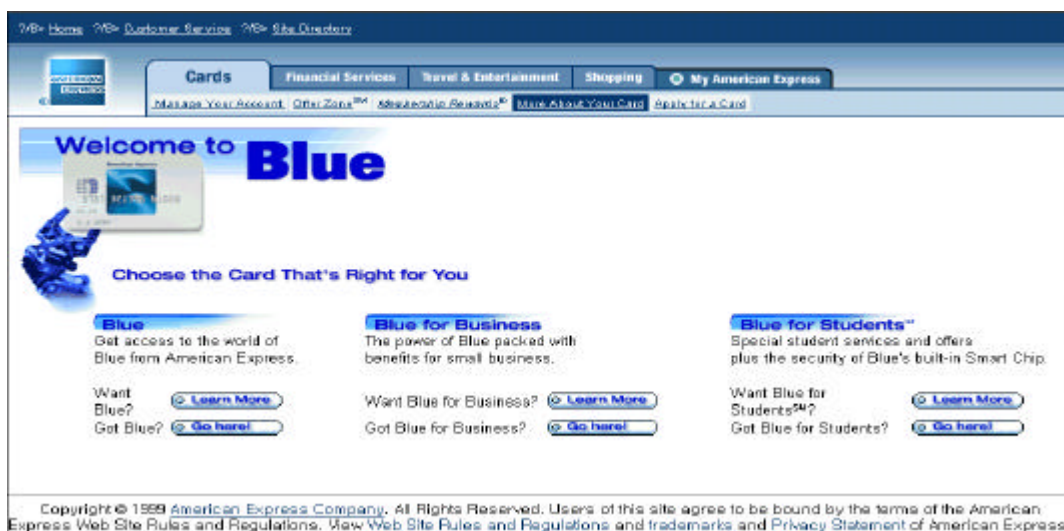 ?/B> Home ?/B> Customer Service ?/B> Site Directory
AMERICAN EXPRESS
Cards Financial Services Travel & Entertainment Shopping My American Express
Manage Your Account Offer Zone℠ Membership Rewards® More About Your Card Apply for a Card
Welcome to Blue
Choose the Card That's Right for You
Blue
Get access to the world of
Blue from American Express.
Want
Blue? Learn More
Got Blue? Go here!
Blue for Business
The power of Blue packed with
benefits for small business.
Want Blue for Business? Learn More
Got Blue for Business? Go here!
Blue for Students℠
Special student services and offers
plus the security of Blue's built-in Smart Chip.
Want Blue for
Students℠? Learn More
Got Blue for Students? Go here!
Copyright © 1999 American Express Company. All Rights Reserved. Users of this site agree to be bound by the terms of the American
Express Web Site Rules and Regulations. View Web Site Rules and Regulations and trademarks and Privacy Statement of American Expre